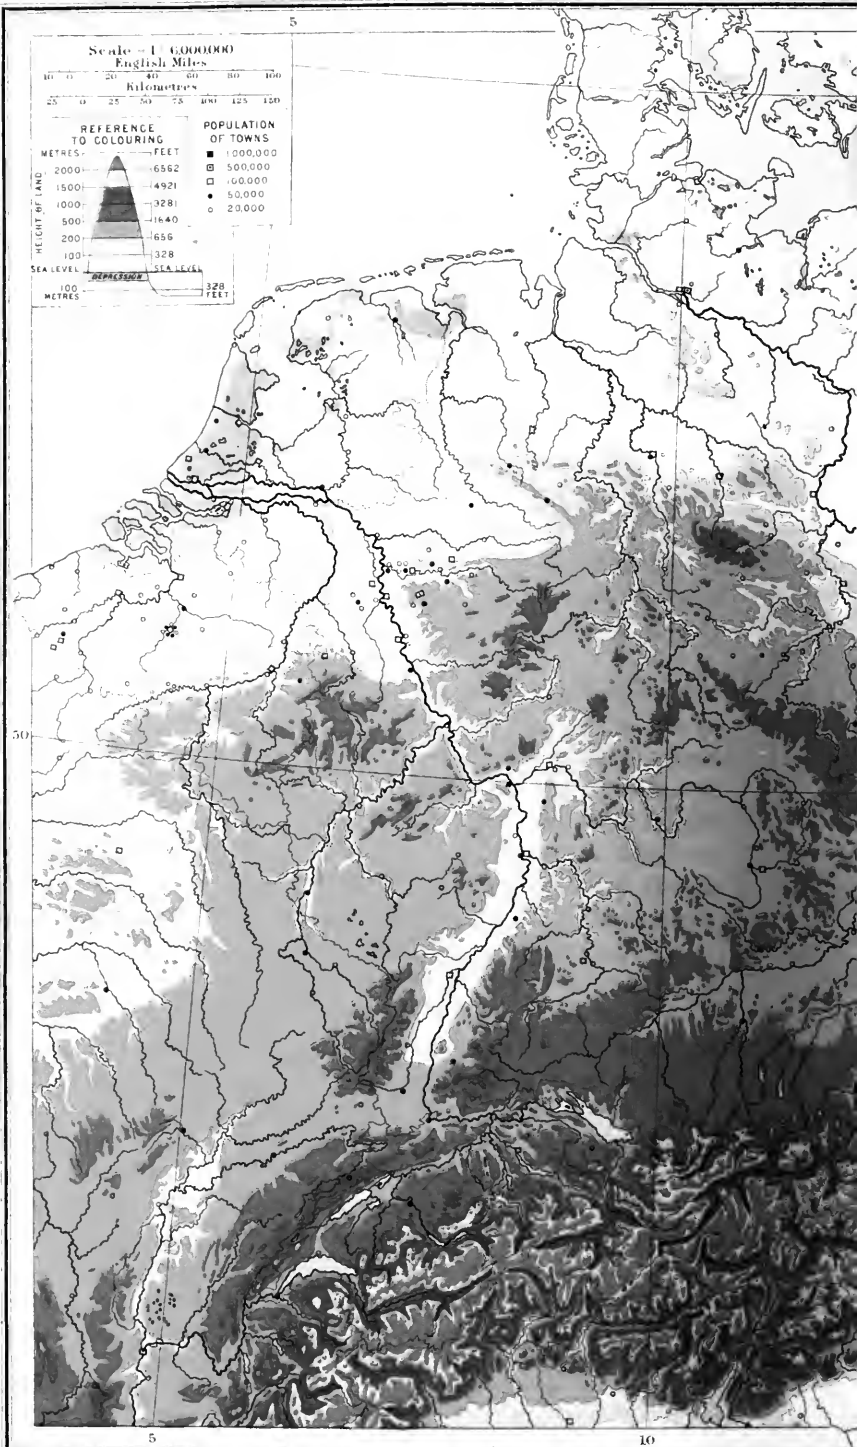 5
Scale - 1 : 6,000,000
English Miles
10 0 20 40 60 80 100
Kilometres
25 0 25 50 75 100 125 150
REFERENCE
TO COLOURING
METRES FEET
2000 6562
1500 4921
1000 3281
500 1640
200 656
100 328
SEA LEVEL SEA LEVEL
DEPRESSION
100
METRES
328
FEET
HEIGHT OF LAND
POPULATION
OF TOWNS
1000,000
500,000
100,000
50,000
20,000
50
5
10